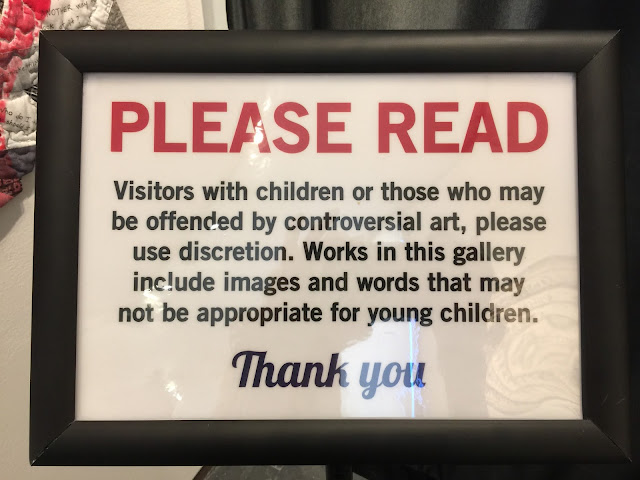 PLEASE READ
Visitors with children or those who may
be offended by controversial art, please
use discretion. Works in this gallery
include images and words that may
not be appropriate for young children.
Thank you